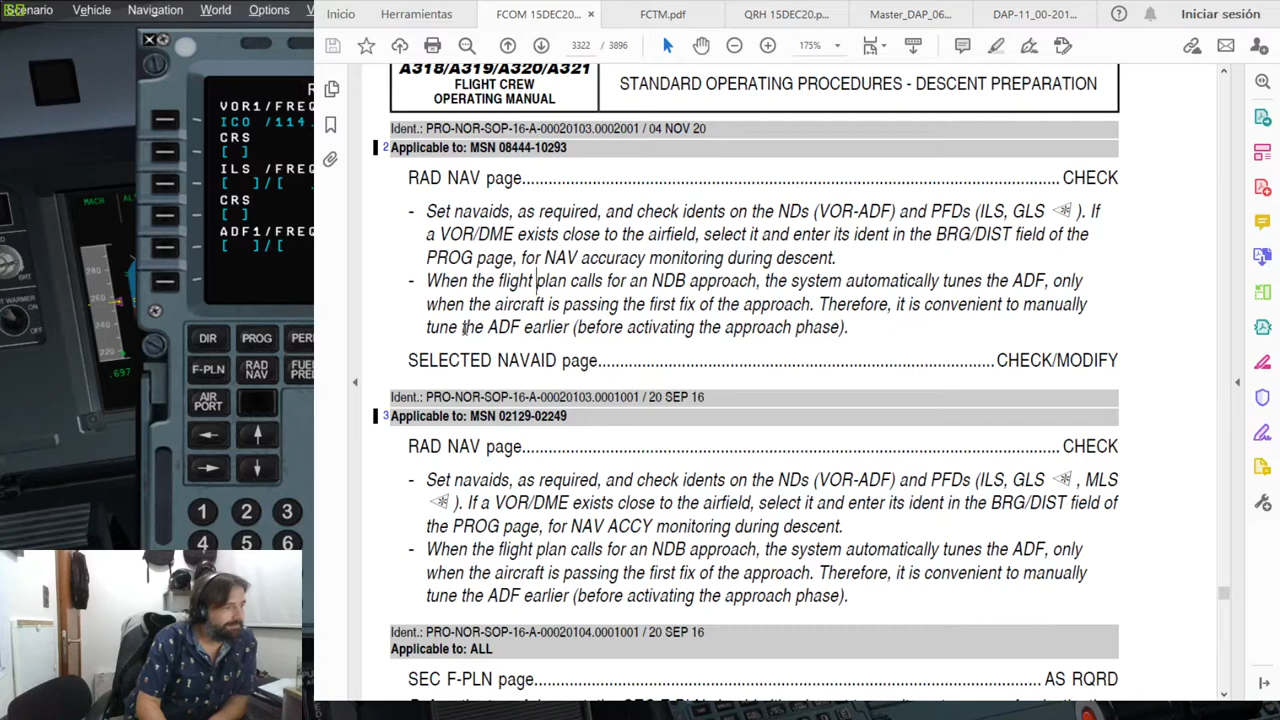 Scenario Vehicle Navigation World Options
Inicio Herramientas FCOM 15DEC20... × FCTM.pdf QRH 15DEC20.p... Master_DAP_06... DAP-11_00-201... Iniciar sesión
3322 / 3896 175%
VOR1/FREQ
ICO /114.
CRS
[ ]
ILS /FREQ
[ ]/[
CRS
[ ]
ADF1/FREQ
[ ]/[
MACH
240
220
.697
DIR PROG
F-PLN RAD NAV FUEL PRED
AIR PORT
1 2 3
4 5 6
A318/A319/A320/A321
FLIGHT CREW
OPERATING MANUAL
STANDARD OPERATING PROCEDURES - DESCENT PREPARATION
Ident.: PRO-NOR-SOP-16-A-00020103.0002001 / 04 NOV 20
2 Applicable to: MSN 08444-10293
RAD NAV page..........................................................................................................................................CHECK
- Set navaids, as required, and check idents on the NDs (VOR-ADF) and PFDs (ILS, GLS ). If
a VOR/DME exists close to the airfield, select it and enter its ident in the BRG/DIST field of the
PROG page, for NAV accuracy monitoring during descent.
- When the flight plan calls for an NDB approach, the system automatically tunes the ADF, only
when the aircraft is passing the first fix of the approach. Therefore, it is convenient to manually
tune the ADF earlier (before activating the approach phase).
SELECTED NAVAID page.............................................................................................................CHECK/MODIFY
Ident.: PRO-NOR-SOP-16-A-00020103.0001001 / 20 SEP 16
3 Applicable to: MSN 02129-02249
RAD NAV page..........................................................................................................................................CHECK
- Set navaids, as required, and check idents on the NDs (VOR-ADF) and PFDs (ILS, GLS , MLS
). If a VOR/DME exists close to the airfield, select it and enter its ident in the BRG/DIST field of
the PROG page, for NAV ACCY monitoring during descent.
- When the flight plan calls for an NDB approach, the system automatically tunes the ADF, only
when the aircraft is passing the first fix of the approach. Therefore, it is convenient to manually
tune the ADF earlier (before activating the approach phase).
Ident.: PRO-NOR-SOP-16-A-00020104.0001001 / 20 SEP 16
Applicable to: ALL
SEC F-PLN page.......................................................................................................................................AS RQRD